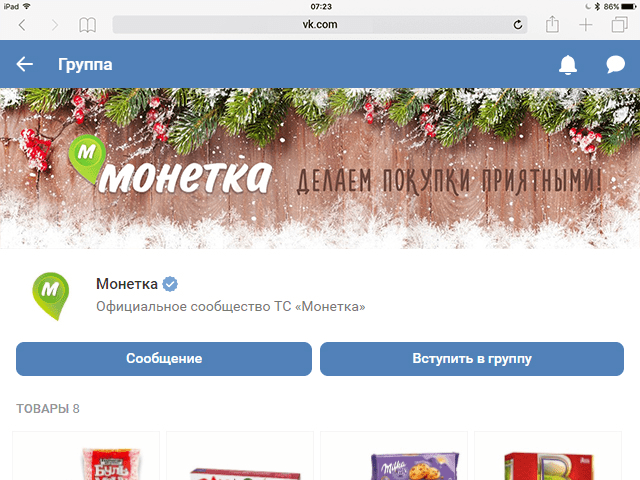 iPad
07:23
86%
vk.com
Группа
М
МОНЕТКА
ДЕЛАЕМ ПОКУПКИ ПРИЯТНЫМИ!
М
Монетка
Официальное сообщество ТС «Монетка»
Сообщение
Вступить в группу
ТОВАРЫ 8
Milka